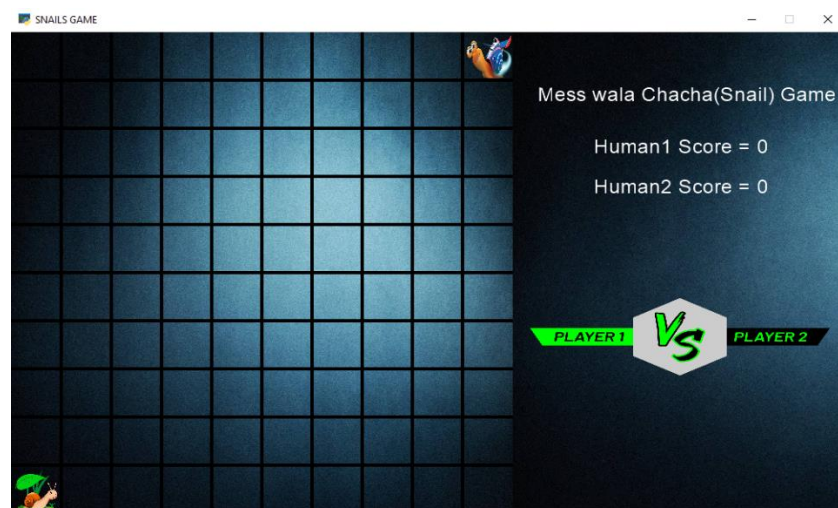 SNAILS GAME
Mess wala Chacha(Snail) Game
Human1 Score = 0
Human2 Score = 0
PLAYER 1 VS PLAYER 2